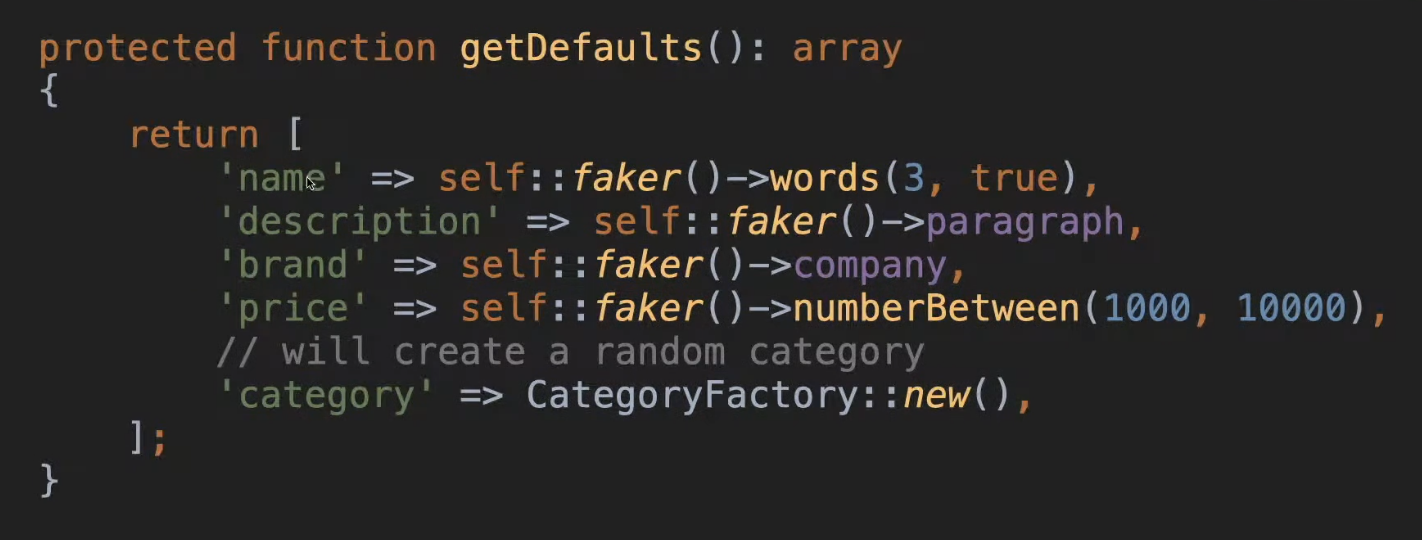 protected function getDefaults(): array
{
    return [
        'name' => self::faker()->words(3, true),
        'description' => self::faker()->paragraph,
        'brand' => self::faker()->company,
        'price' => self::faker()->numberBetween(1000, 10000),
        // will create a random category
        'category' => CategoryFactory::new(),
    ];
}